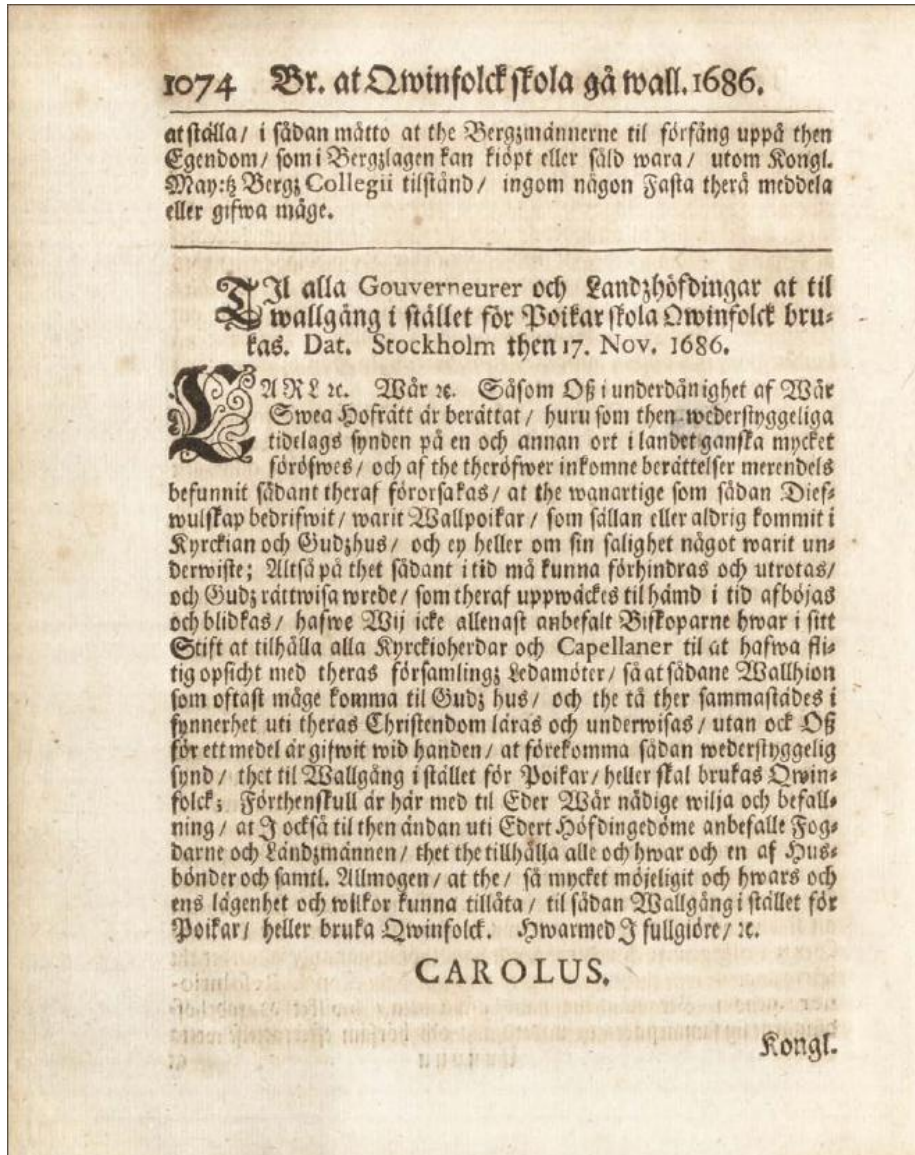 1074 Br. at Qwinfolck skola gå wall. 1686.
at ställa / i sådan måtto at the Bergzmännerne til förfång uppå then
Egendom / som i Bergzlagen kan kiöpt eller såld wara / utom Kongl.
May:tz Bergz Collegii tilstånd / ingom någon Fasta therå meddela
eller gifwa måge.
TIl alla Gouverneurer och Landzhöfdingar at til
wallgång i stället för Poikar skola Qwinfolck bru-
kas. Dat. Stockholm then 17. Nov. 1686.
CARL ꝛc. Wår ꝛc. Såsom Oß i underdånighet af Wår
Swea Hofrätt är berättat / huru som then wederstyggeliga
tidelags synden på en och annan ort i landet ganska mycket
föröfwes / och af the theröfwer inkomne berättelser merendels
befunnit sådant theraf förorsakas / at the wanartige som sådan Dief-
wulskap bedrifwit / warit Wallpoikar / som sällan eller aldrig kommit i
Kyrckian och Gudzhus / och ey heller om sin salighet något warit un-
derwiste; Altså på thet sådant i tid må kunna förhindras och utrotas /
och Gudz rättwisa wrede / som theraf uppwäckes til hämd i tid afböjas
och blidkas / hafwe Wij icke allenast anbefalt Biskoparne hwar i sitt
Stift at tilhålla alla Kyrckioherdar och Capellaner til at hafwa fli-
tig opsicht med theras församlingz Ledamöter / så at sådane Wallhion
som oftast måge komma til Gudz hus / och the tå ther sammastädes i
synnerhet uti theras Christendom läras och underwisas / utan ock Oß
för ett medel är gifwit wid handen / at förekomma sådan wederstyggelig
synd / thet til Wallgång i stället för Poikar / heller skal brukas Qwin-
folck; Förthenskull är här med til Eder Wår nådige wilja och befall-
ning / at I också til then ändan uti Edert Höfdingedöme anbefalle Fog-
darne och Ländzmännen / thet the tillhålla alle och hwar och en af Hus-
bönder och samtl. Allmogen / at the / så mycket möjeligit och hwars och
ens lägenhet och wilkor kunna tillåta / til sådan Wallgång i stället för
Poikar / heller bruka Qwinfolck. Hwarmed I fullgiöre / ꝛc.
CAROLUS.
Kongl.